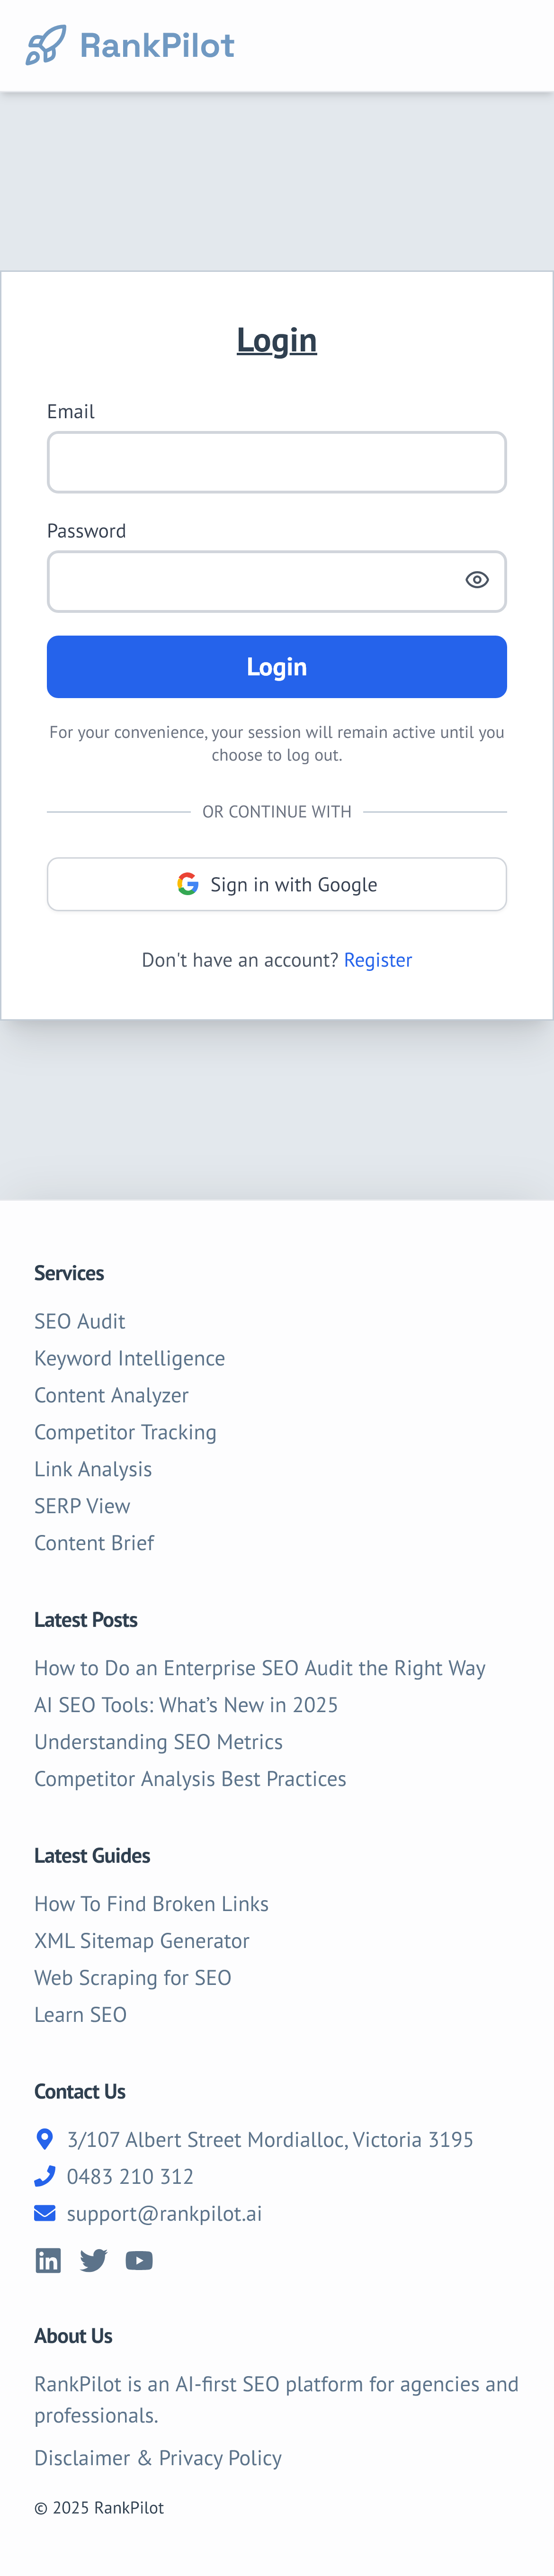 RankPilot
Login
Email
Password
Login
For your convenience, your session will remain active until you
choose to log out.
OR CONTINUE WITH
Sign in with Google
Don't have an account? Register
Services
SEO Audit
Keyword Intelligence
Content Analyzer
Competitor Tracking
Link Analysis
SERP View
Content Brief
Latest Posts
How to Do an Enterprise SEO Audit the Right Way
AI SEO Tools: What’s New in 2025
Understanding SEO Metrics
Competitor Analysis Best Practices
Latest Guides
How To Find Broken Links
XML Sitemap Generator
Web Scraping for SEO
Learn SEO
Contact Us
3/107 Albert Street Mordialloc, Victoria 3195
0483 210 312
support@rankpilot.ai
About Us
RankPilot is an AI-first SEO platform for agencies and
professionals.
Disclaimer & Privacy Policy
© 2025 RankPilot